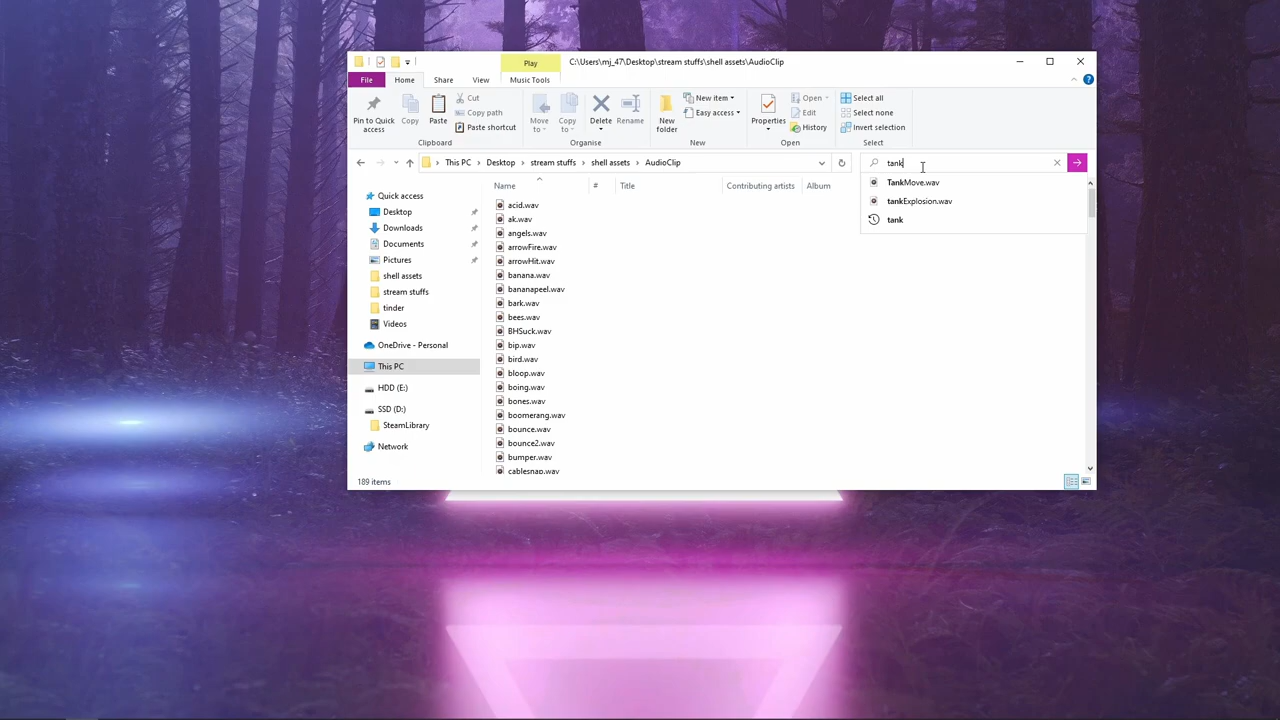 Play
C:\Users\mj_47\Desktop\stream stuffs\shell assets\AudioClip
File
Home
Share
View
Music Tools
Pin to Quick access
Copy
Paste
Cut
Copy path
Paste shortcut
Clipboard
Move to
Copy to
Delete
Rename
Organise
New folder
New item
Easy access
New
Properties
Open
Edit
History
Open
Select all
Select none
Invert selection
Select
This PC
Desktop
stream stuffs
shell assets
AudioClip
tank
TankMove.wav
tankExplosion.wav
tank
Name
#
Title
Contributing artists
Album
Quick access
Desktop
Downloads
Documents
Pictures
shell assets
stream stuffs
tinder
Videos
OneDrive - Personal
This PC
HDD (E:)
SSD (D:)
SteamLibrary
Network
acid.wav
ak.wav
angels.wav
arrowFire.wav
arrowHit.wav
banana.wav
bananapeel.wav
bark.wav
bees.wav
BHSuck.wav
bip.wav
bird.wav
bloop.wav
boing.wav
bones.wav
boomerang.wav
bounce.wav
bounce2.wav
bumper.wav
cablesnap.wav
189 items